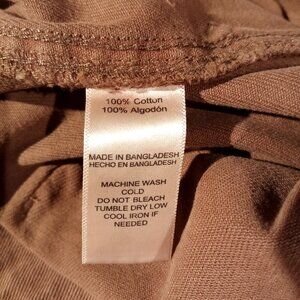 100% Cotton
100% Algodón
MADE IN BANGLADESH
HECHO EN BANGLADESH
MACHINE WASH
COLD
DO NOT BLEACH
TUMBLE DRY LOW
COOL IRON IF
NEEDED